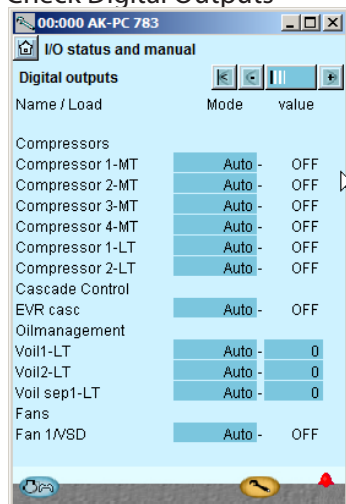 Check Digital Outputs
00:000 AK-PC 783
I/O status and manual
Digital outputs
Name / Load Mode value
Compressors
Compressor 1-MT Auto - OFF
Compressor 2-MT Auto - OFF
Compressor 3-MT Auto - OFF
Compressor 4-MT Auto - OFF
Compressor 1-LT Auto - OFF
Compressor 2-LT Auto - OFF
Cascade Control
EVR casc Auto - OFF
Oilmanagement
Voil1-LT Auto - 0
Voil2-LT Auto - 0
Voil sep1-LT Auto - 0
Fans
Fan 1/VSD Auto - OFF